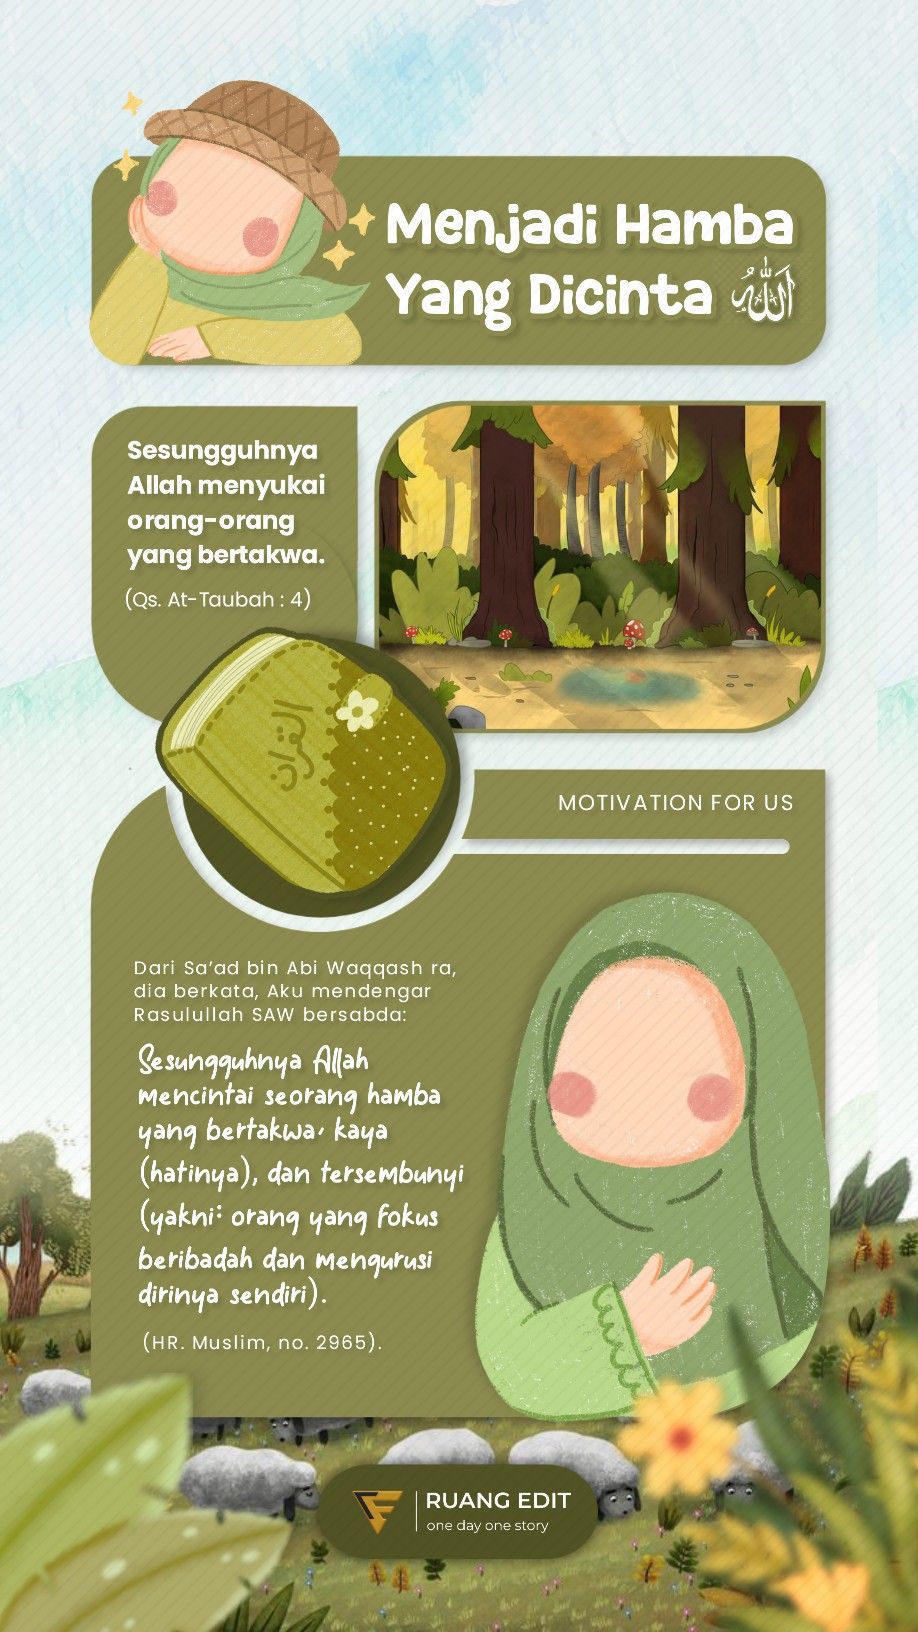 Menjadi Hamba
Yang Dicinta الله
Sesungguhnya
Allah menyukai
orang-orang
yang bertakwa.
(Qs. At-Taubah : 4)
القرآن
MOTIVATION FOR US
Dari Sa’ad bin Abi Waqqash ra,
dia berkata, Aku mendengar
Rasulullah SAW bersabda:
Sesungguhnya Allah
mencintai seorang hamba
yang bertakwa, kaya
(hatinya), dan tersembunyi
(yakni: orang yang fokus
beribadah dan mengurusi
dirinya sendiri).
(HR. Muslim, no. 2965).
RUANG EDIT
one day one story